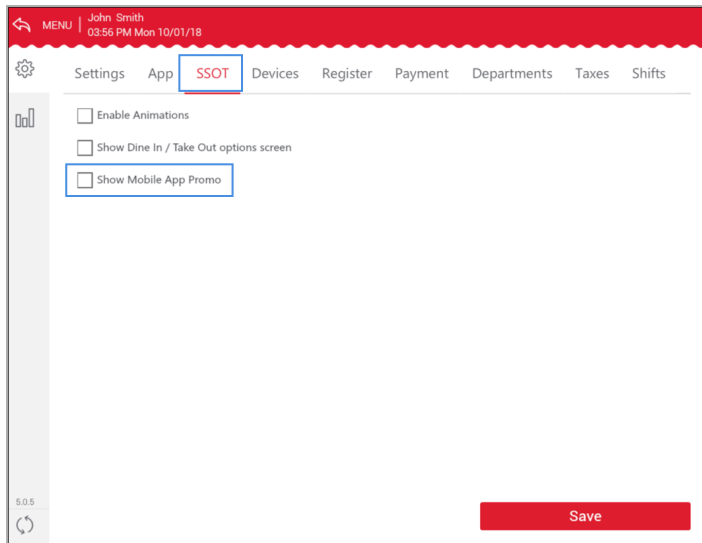 MENU
John Smith
03:56 PM Mon 10/01/18
Settings App SSOT Devices Register Payment Departments Taxes Shifts
Enable Animations
Show Dine In / Take Out options screen
Show Mobile App Promo
5.0.5
Save